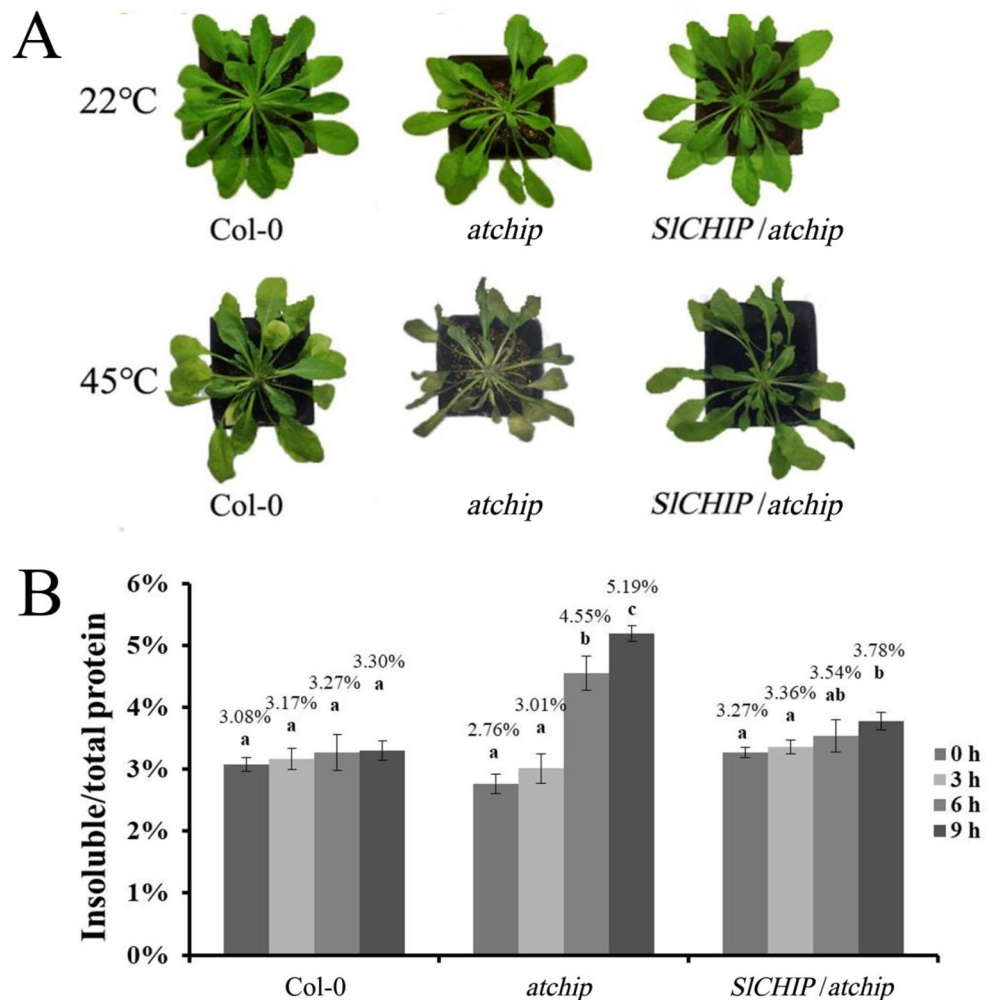 A
22°C
Col-0 atchip SlCHIP/atchip
45°C
Col-0 atchip SlCHIP/atchip
B
Insoluble/total protein
6%
5%
4%
3%
2%
1%
0%
3.08% 3.17% 3.27% 3.30%
a a a a
2.76% 3.01% 4.55% 5.19%
a a b c
3.27% 3.36% 3.54% 3.78%
a a ab b
0 h
3 h
6 h
9 h
Col-0 atchip SlCHIP/atchip